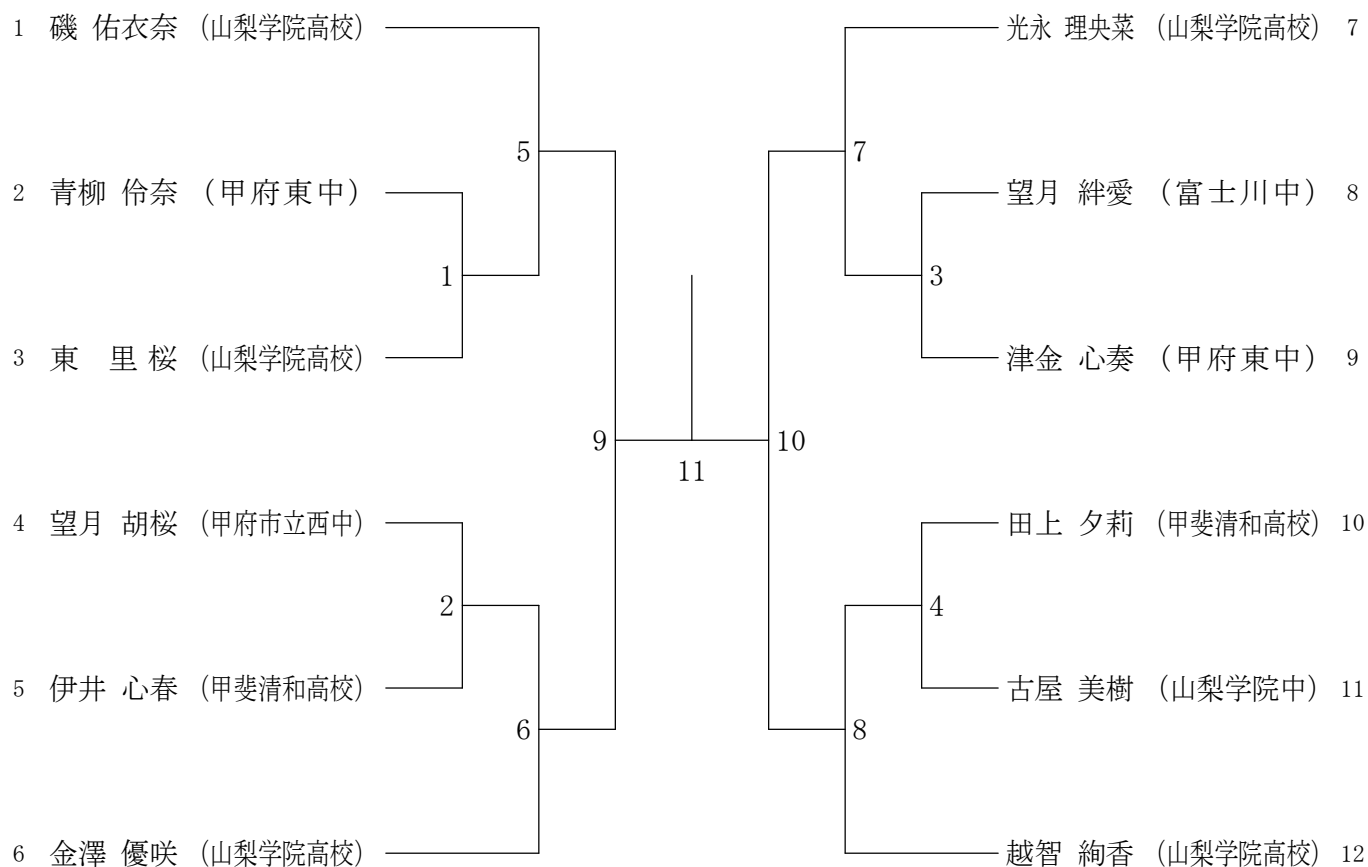 1 磯 佑衣奈 (山梨学院高校)
2 青柳 伶奈 (甲府東中)
3 東 里桜 (山梨学院高校)
4 望月 胡桜 (甲府市立西中)
5 伊井 心春 (甲斐清和高校)
6 金澤 優咲 (山梨学院高校)
5
1
9
2
6
11
7
3
10
4
8
光永 理央菜 (山梨学院高校) 7
望月 絆愛 (富士川中) 8
津金 心奏 (甲府東中) 9
田上 夕莉 (甲斐清和高校) 10
古屋 美樹 (山梨学院中) 11
越智 絢香 (山梨学院高校) 12